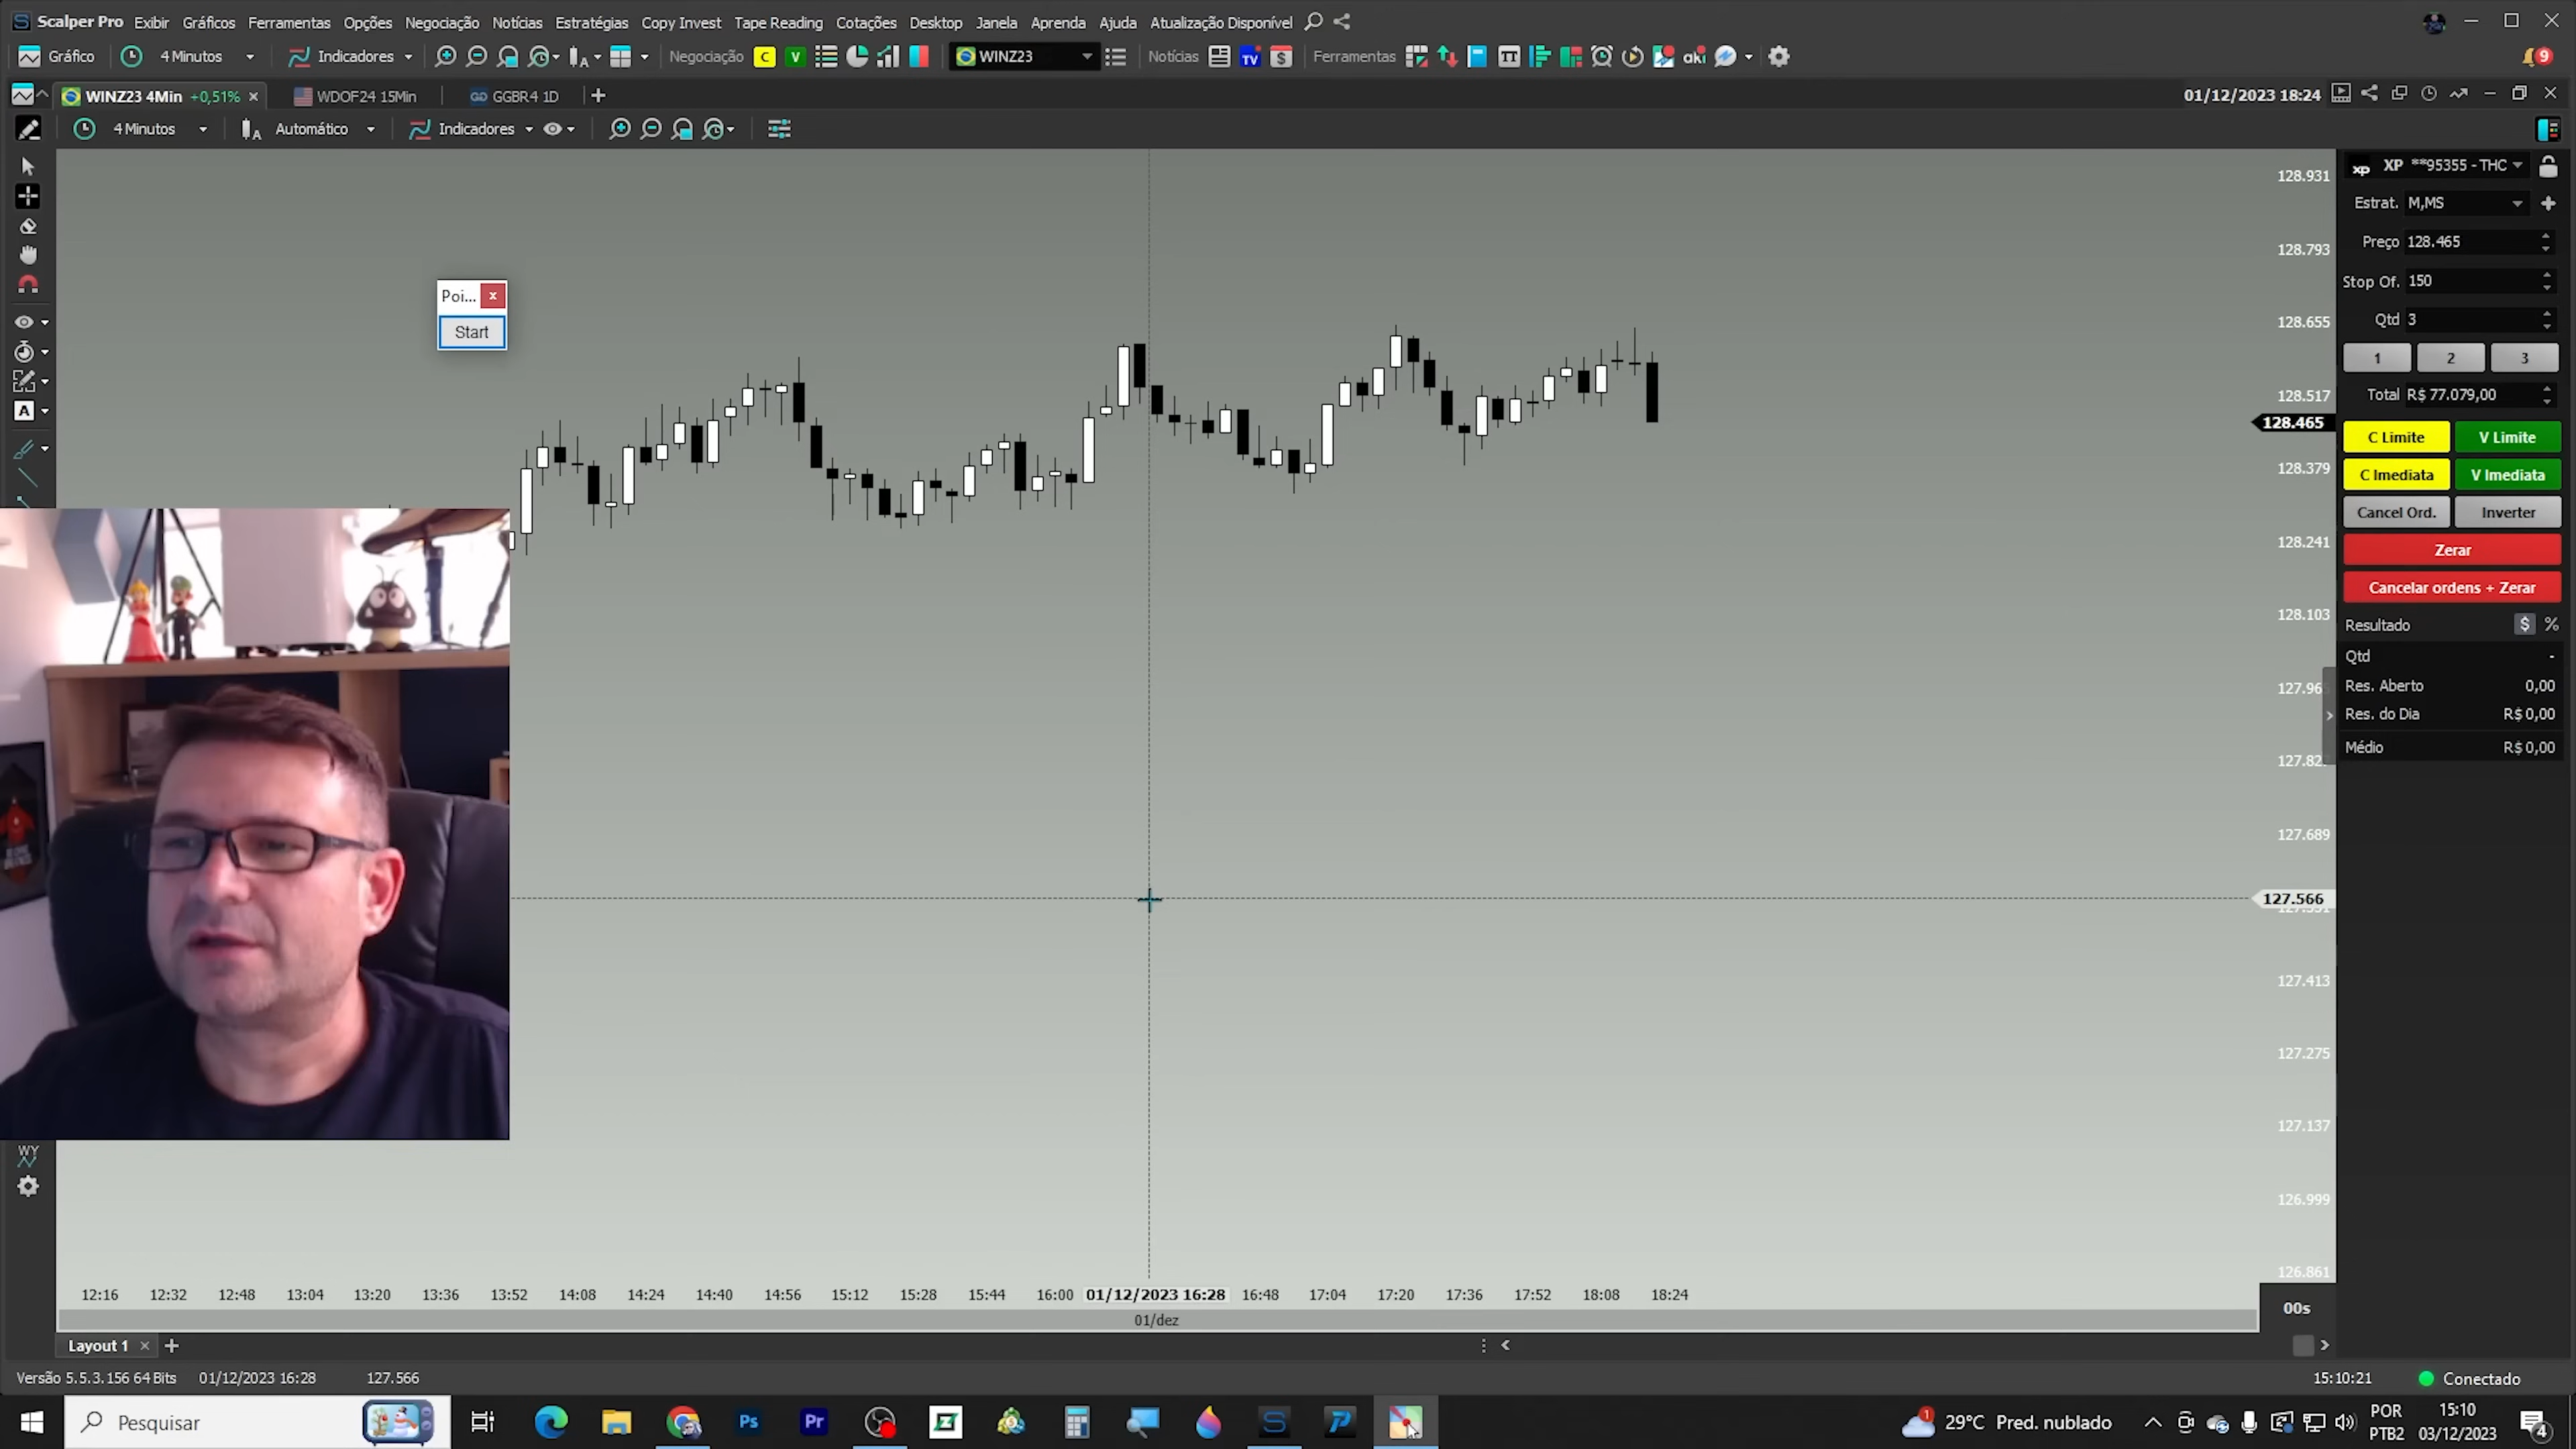 Scalper Pro Exibir Gráficos Ferramentas Opções Negociação Notícias Estratégias Copy Invest Tape Reading Cotações Desktop Janela Aprenda Ajuda Atualização Disponível
Gráfico 4 Minutos Indicadores Negociação C V WINZ23 Notícias TV $ Ferramentas TT aki 9
WINZ23 4Min +0,51% WDOF24 15Min GGBR4 1D 01/12/2023 18:24
4 Minutos Automático Indicadores
XP **95355 - THC
Estrat. M,MS
Preço 128.465
Stop Of. 150
Qtd 3
1 2 3
Total R$ 77.079,00
C Limite V Limite
C Imediata V Imediata
Cancel Ord. Inverter
Zerar
Cancelar ordens + Zerar
Resultado $ %
Qtd -
Res. Aberto 0,00
Res. do Dia R$ 0,00
Médio R$ 0,00
Poi...
Start
A
WY
128.931
128.793
128.655
128.517
128.465
128.379
128.241
128.103
127.689
127.566
127.413
127.275
127.137
126.999
126.861
12:16 12:32 12:48 13:04 13:20 13:36 13:52 14:08 14:24 14:40 14:56 15:12 15:28 15:44 16:00 01/12/2023 16:28 16:48 17:04 17:20 17:36 17:52 18:08 18:24
00s
01/dez
Layout 1
Versão 5.5.3.156 64 Bits 01/12/2023 16:28 127.566 15:10:21 Conectado
Pesquisar Ps Pr 1 29°C Pred. nublado POR PTB2 15:10 03/12/2023 4